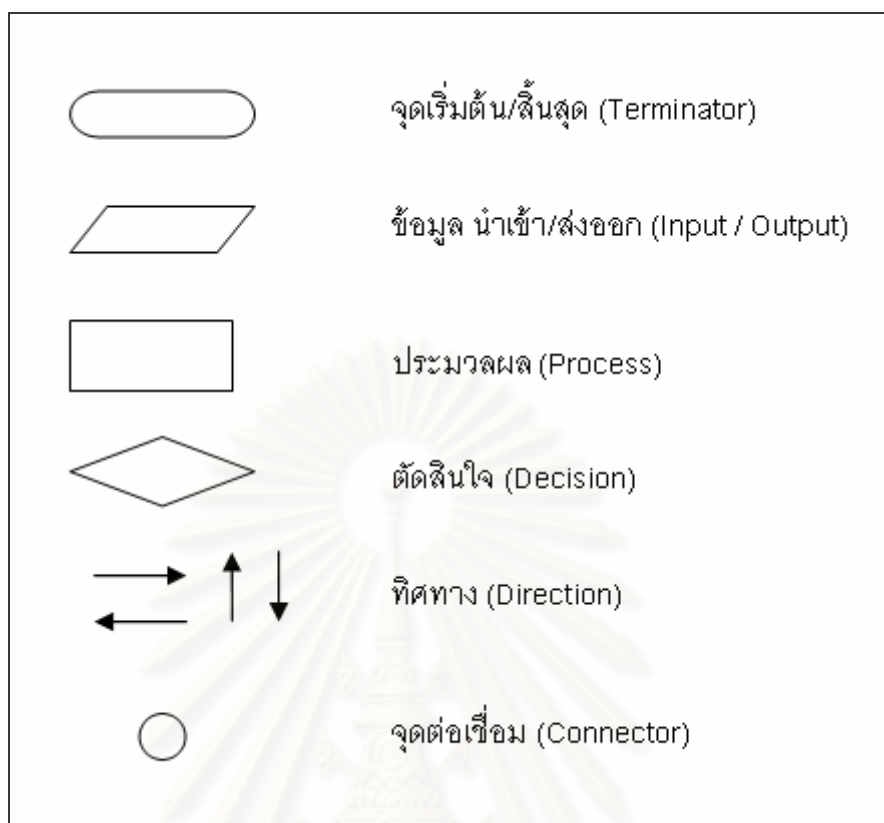 จุดเริ่มต้น/สิ้นสุด (Terminator)
ข้อมูล นำเข้า/ส่งออก (Input / Output)
ประมวลผล (Process)
ตัดสินใจ (Decision)
ทิศทาง (Direction)
จุดต่อเชื่อม (Connector)